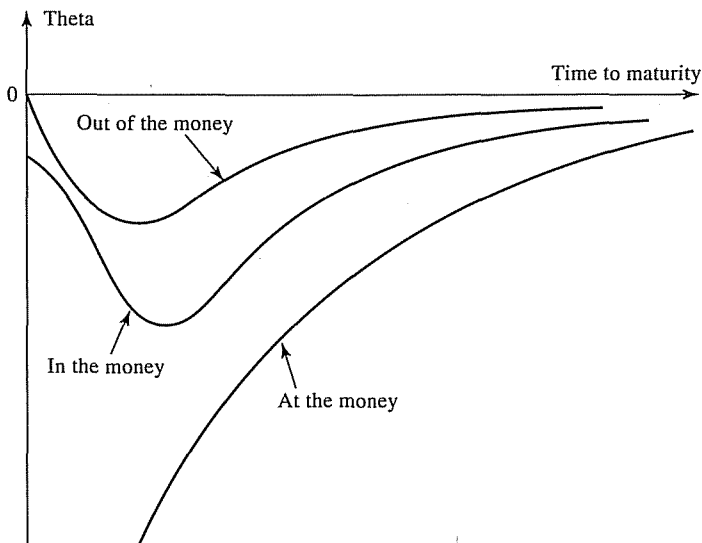 Theta
Time to maturity
0
Out of the money
In the money
At the money